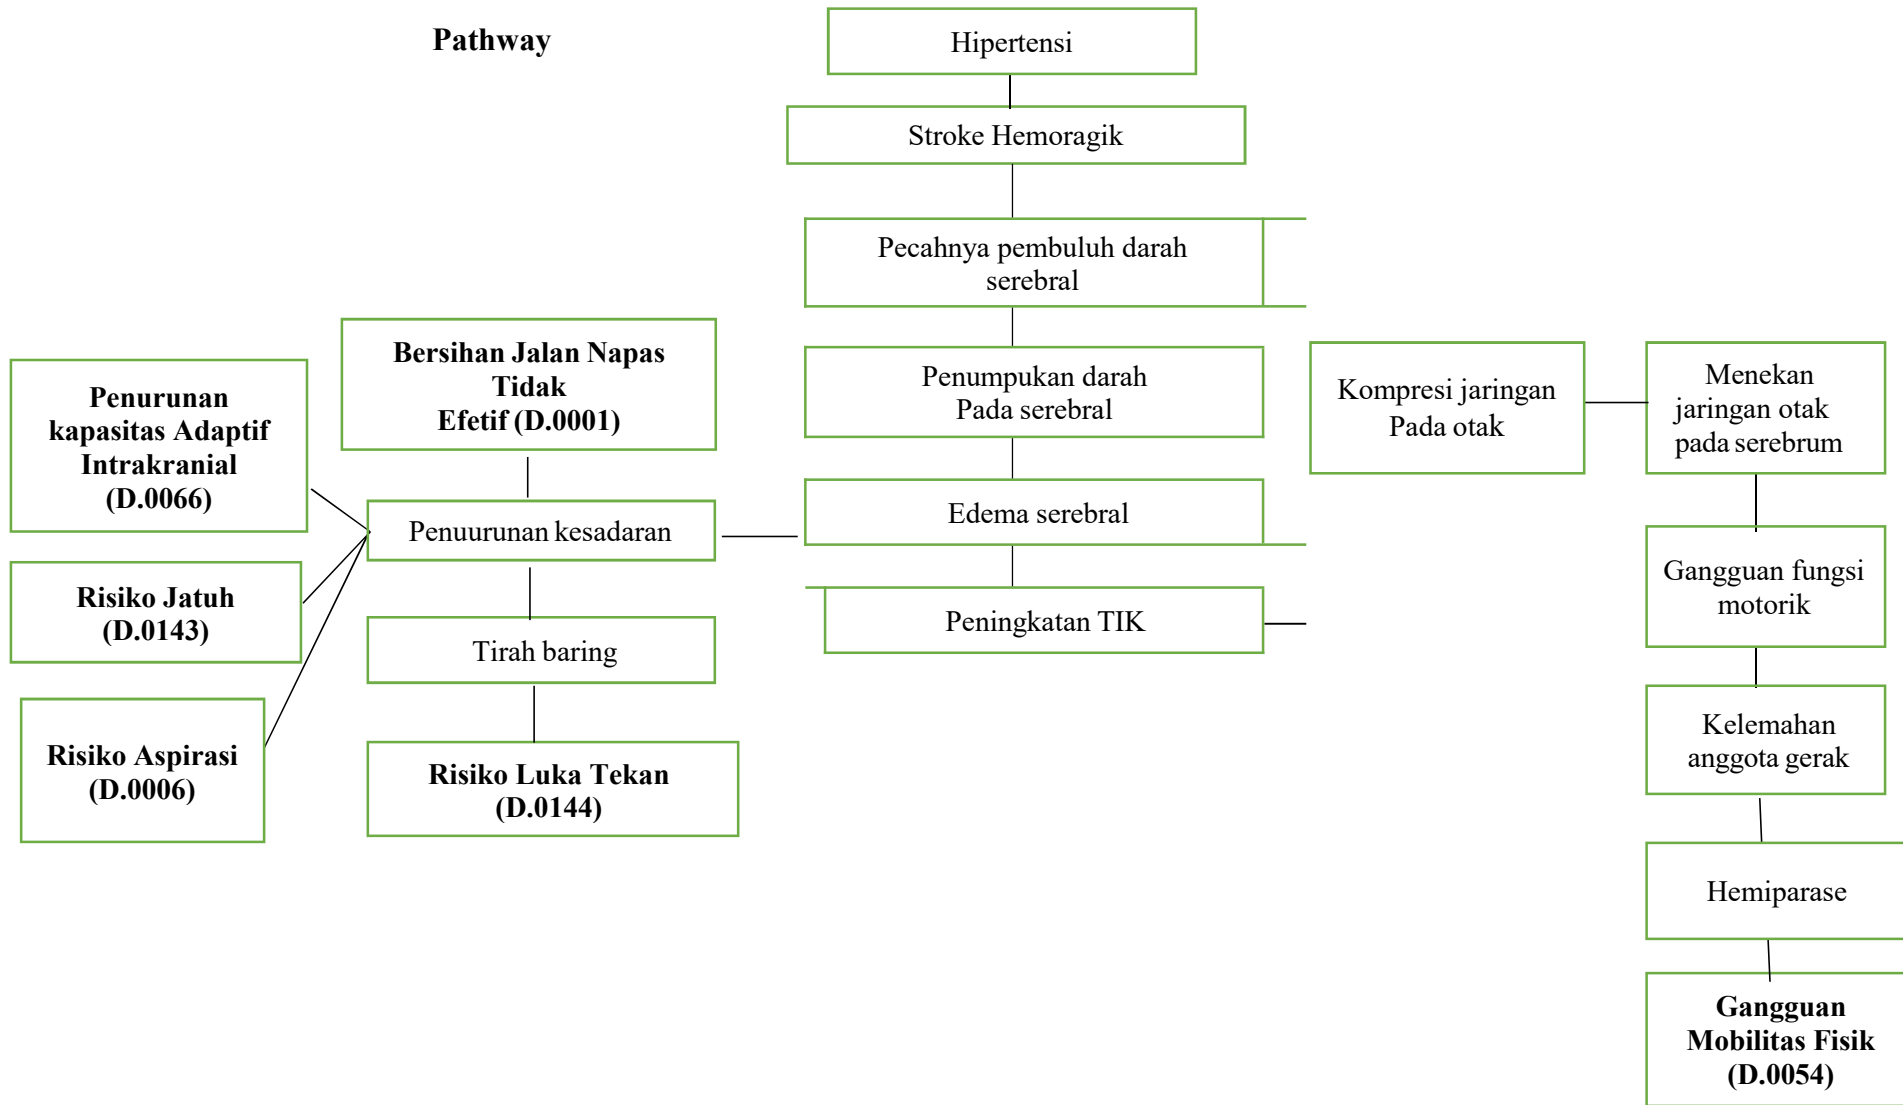 Pathway
Hipertensi
Stroke Hemoragik
Pecahnya pembuluh darah
serebral
Bersihan Jalan Napas
Tidak
Efetif (D.0001)
Penumpukan darah
Pada serebral
Kompresi jaringan
Pada otak
Menekan
jaringan otak
pada serebrum
Penurunan
kapasitas Adaptif
Intrakranial
(D.0066)
Penuurunan kesadaran
Edema serebral
Gangguan fungsi
motorik
Risiko Jatuh
(D.0143)
Tirah baring
Peningkatan TIK
Kelemahan
anggota gerak
Risiko Aspirasi
(D.0006)
Risiko Luka Tekan
(D.0144)
Hemiparase
Gangguan
Mobilitas Fisik
(D.0054)